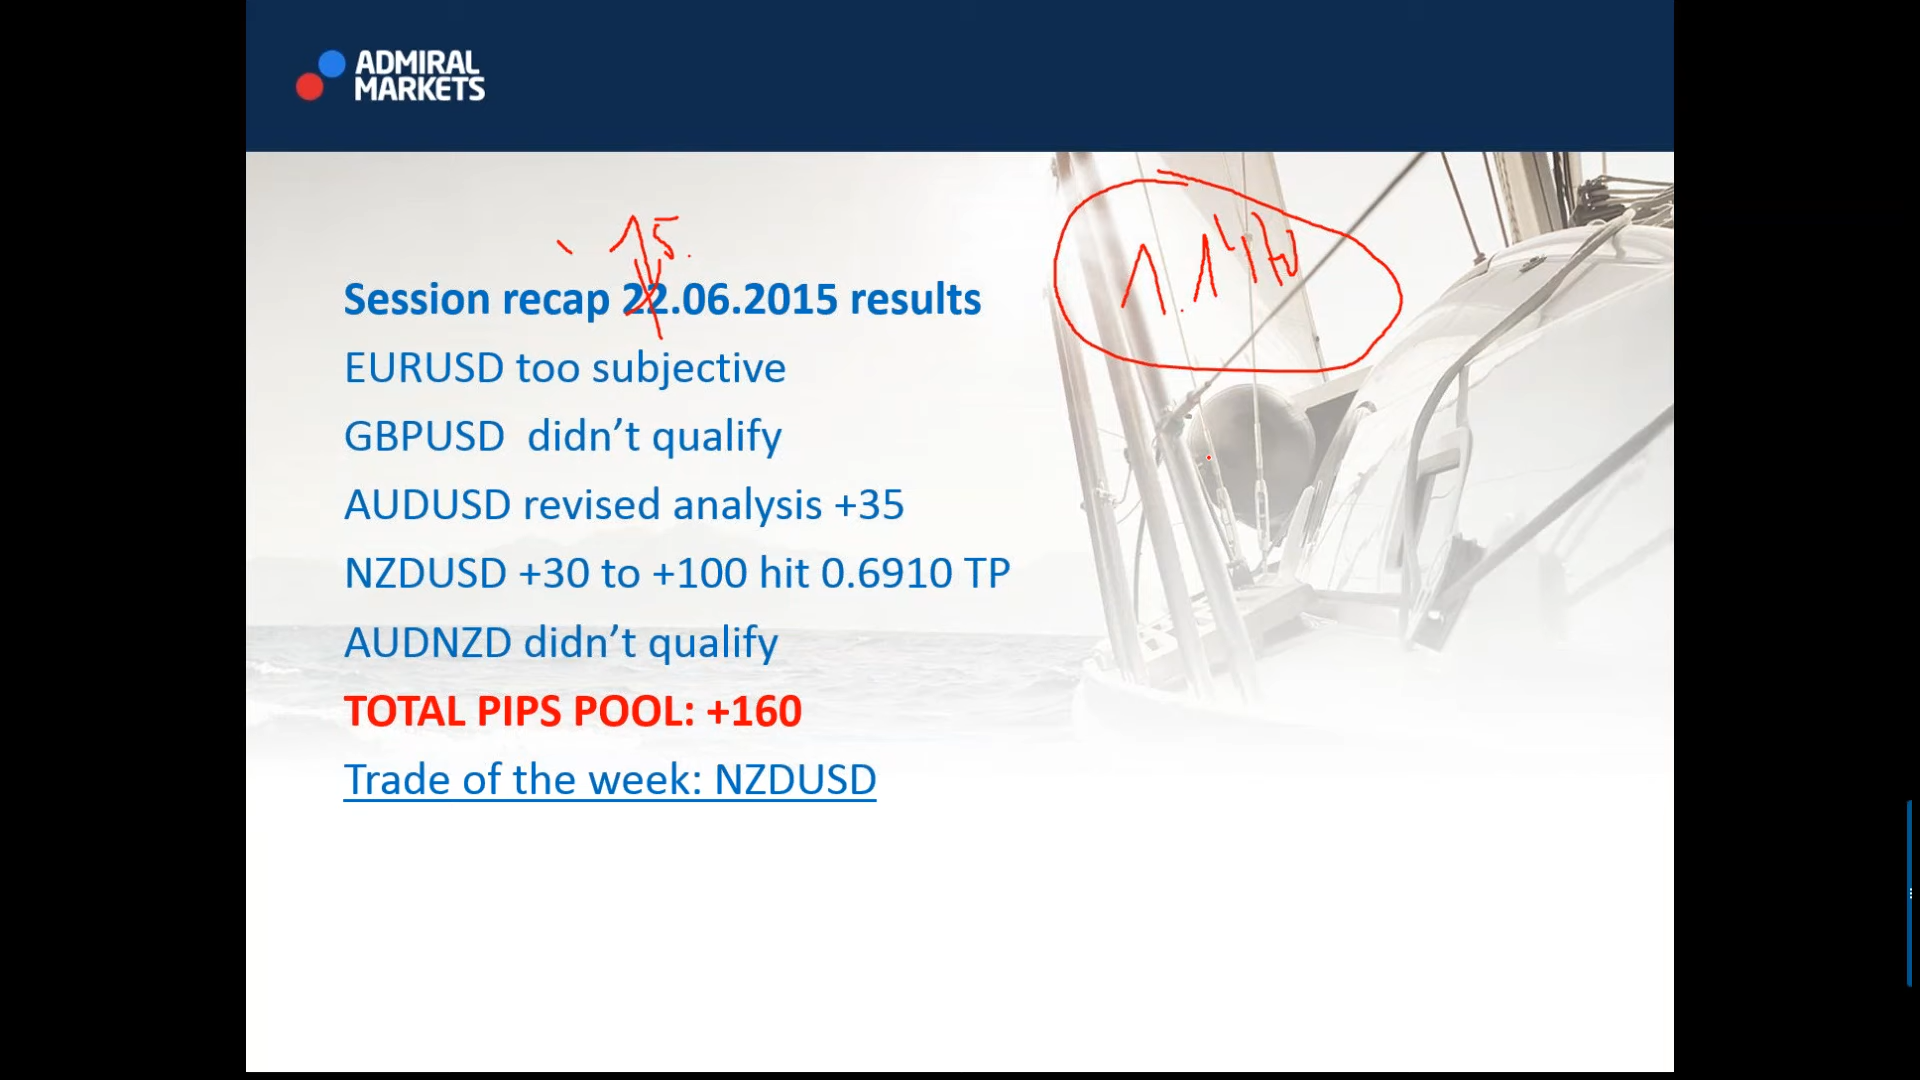 ADMIRAL
MARKETS
15.
Session recap 22.06.2015 results
EURUSD too subjective
GBPUSD didn’t qualify
AUDUSD revised analysis +35
NZDUSD +30 to +100 hit 0.6910 TP
AUDNZD didn’t qualify
TOTAL PIPS POOL: +160
Trade of the week: NZDUSD